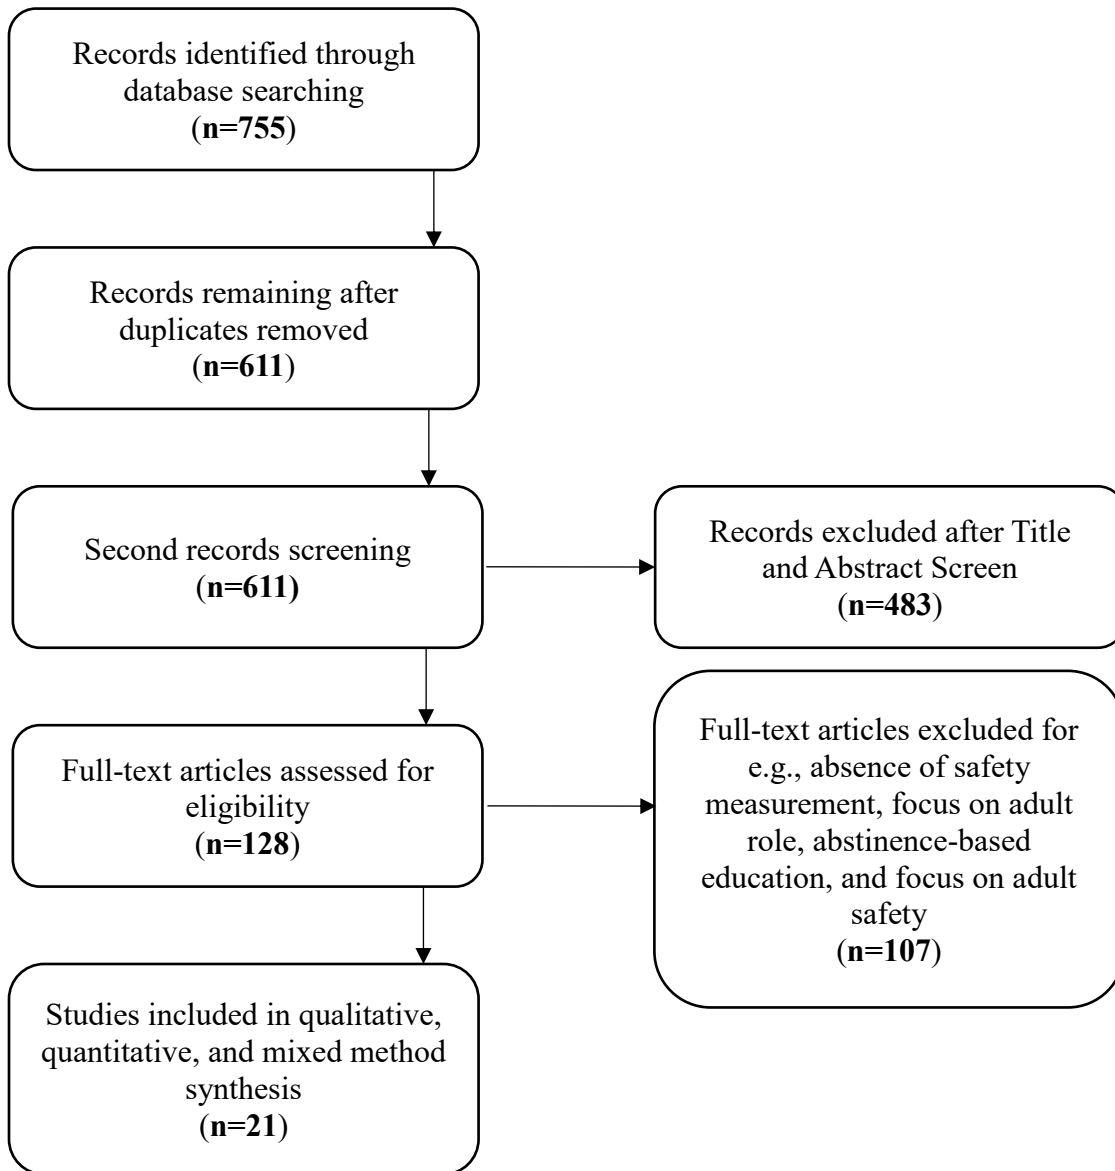 Records identified through
database searching
(n=755)
Records remaining after
duplicates removed
(n=611)
Second records screening
(n=611)
Records excluded after Title
and Abstract Screen
(n=483)
Full-text articles assessed for
eligibility
(n=128)
Full-text articles excluded for
e.g., absence of safety
measurement, focus on adult
role, abstinence-based
education, and focus on adult
safety
(n=107)
Studies included in qualitative,
quantitative, and mixed method
synthesis
(n=21)